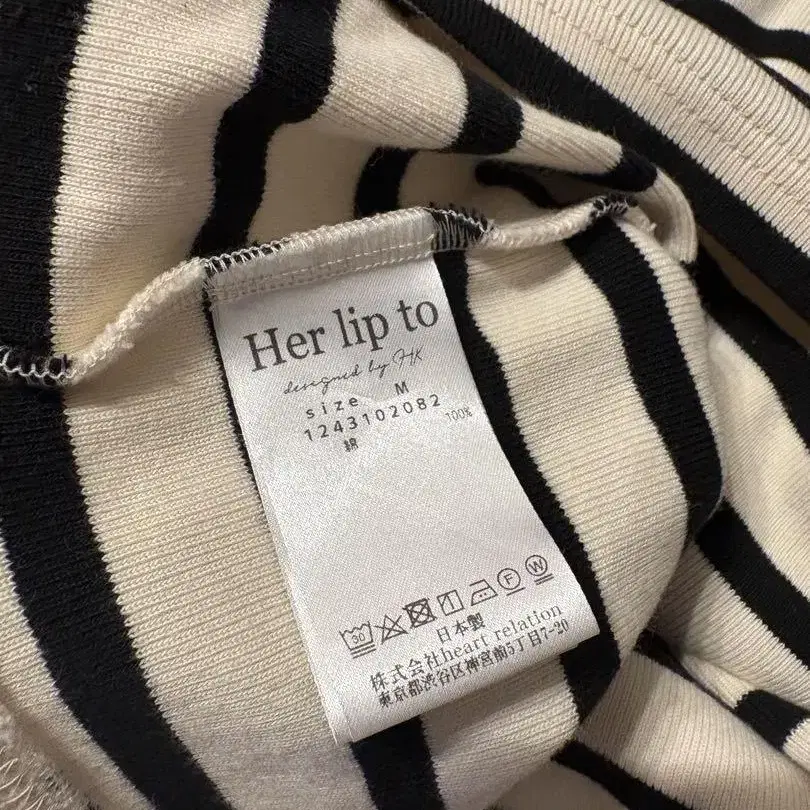 Her lip to
designed by HK
size M
1243102082
綿 100%
30 F W
日本製
株式会社heart relation
東京都渋谷区神宮前5丁目7-20